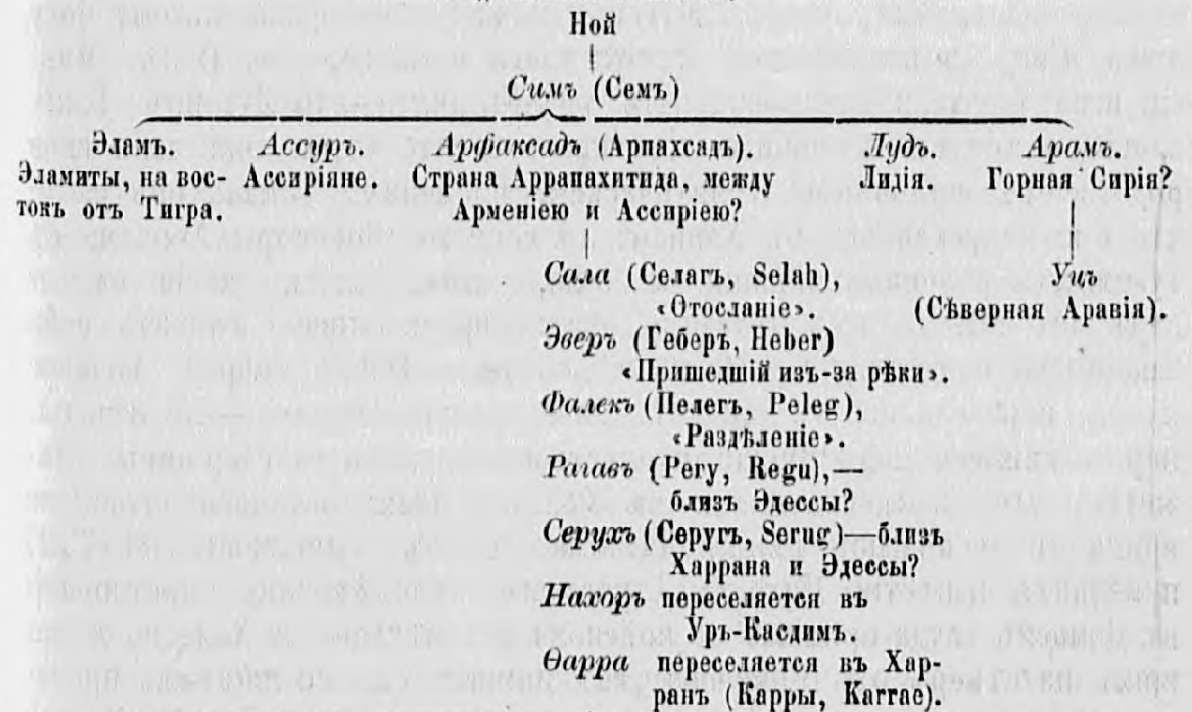 Ной
Симъ (Семъ)
Эламъ. Ассуръ. Арфаксадъ (Арпахсадъ). Лудъ. Арамъ.
Эламиты, на вос- Ассиріяне. Страна Аррапахитида, между Лидія. Горная Сирія?
токъ отъ Тигра. Арменіею и Ассиріею?
Сала (Селагъ, Selah), Уцъ
«Отосланіе». (Сѣверная Аравія).
Эверъ (Геберъ, Heber)
«Пришедшій изъ-за рѣки».
Фалекъ (Пелегъ, Peleg),
«Раздѣленіе».
Рагавъ (Регу, Regu),—
близъ Эдессы?
Серухъ (Серугъ, Serug)—близъ
Харрана и Эдессы?
Нахоръ переселяется въ
Уръ-Касдимъ.
Ѳарра переселяется въ Хар-
ранъ (Карры, Karrae).